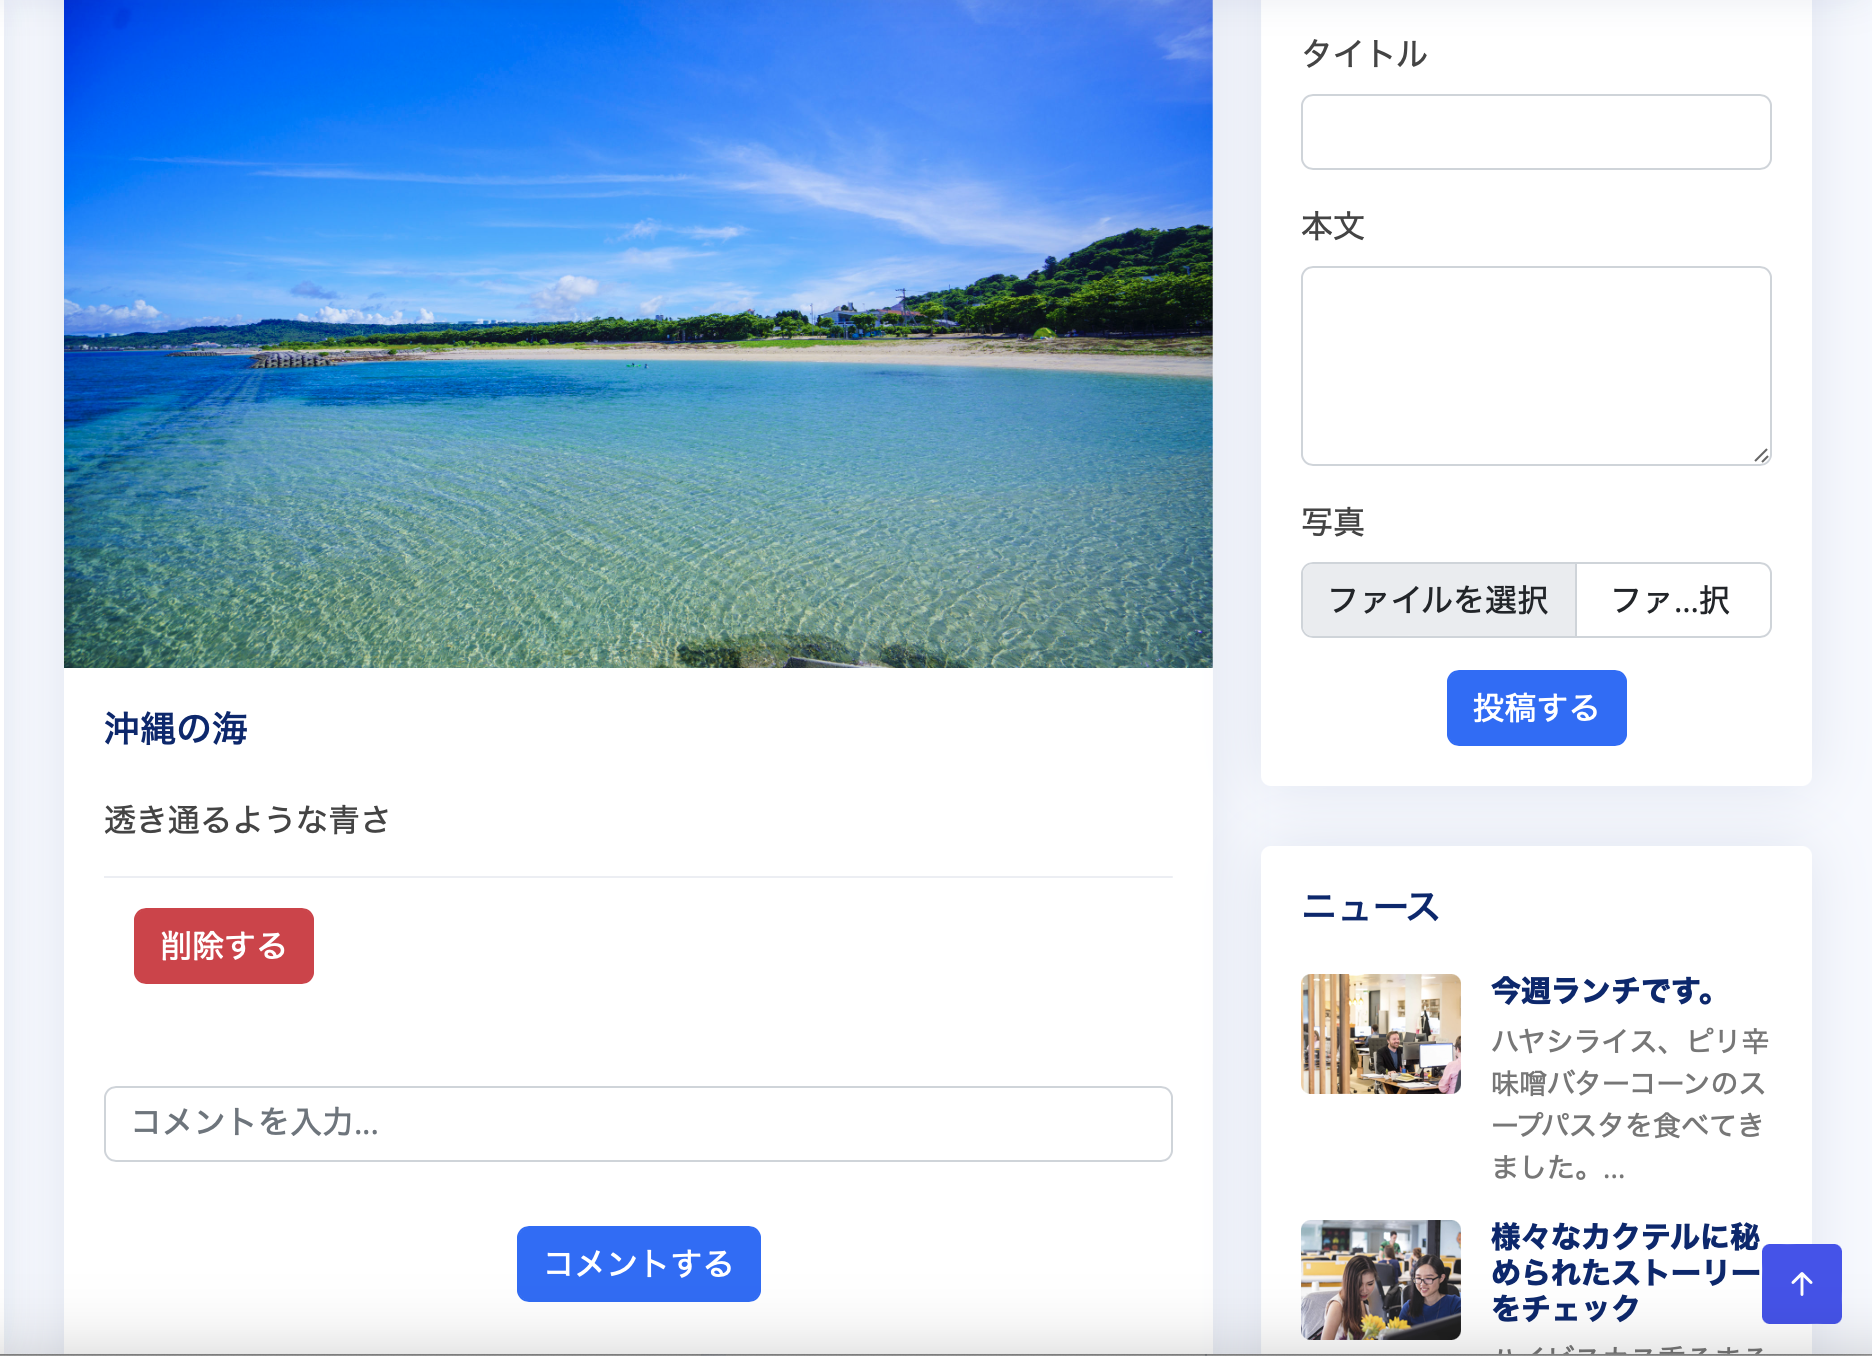 沖縄の海
透き通るような青さ
削除する
コメントを入力...
コメントする
タイトル
本文
写真
ファイルを選択
ファ...択
投稿する
ニュース
今週ランチです。
ハヤシライス、ピリ辛
味噌バターコーンのス
ープパスタを食べてき
ました。...
様々なカクテルに秘
められたストーリー
をチェック